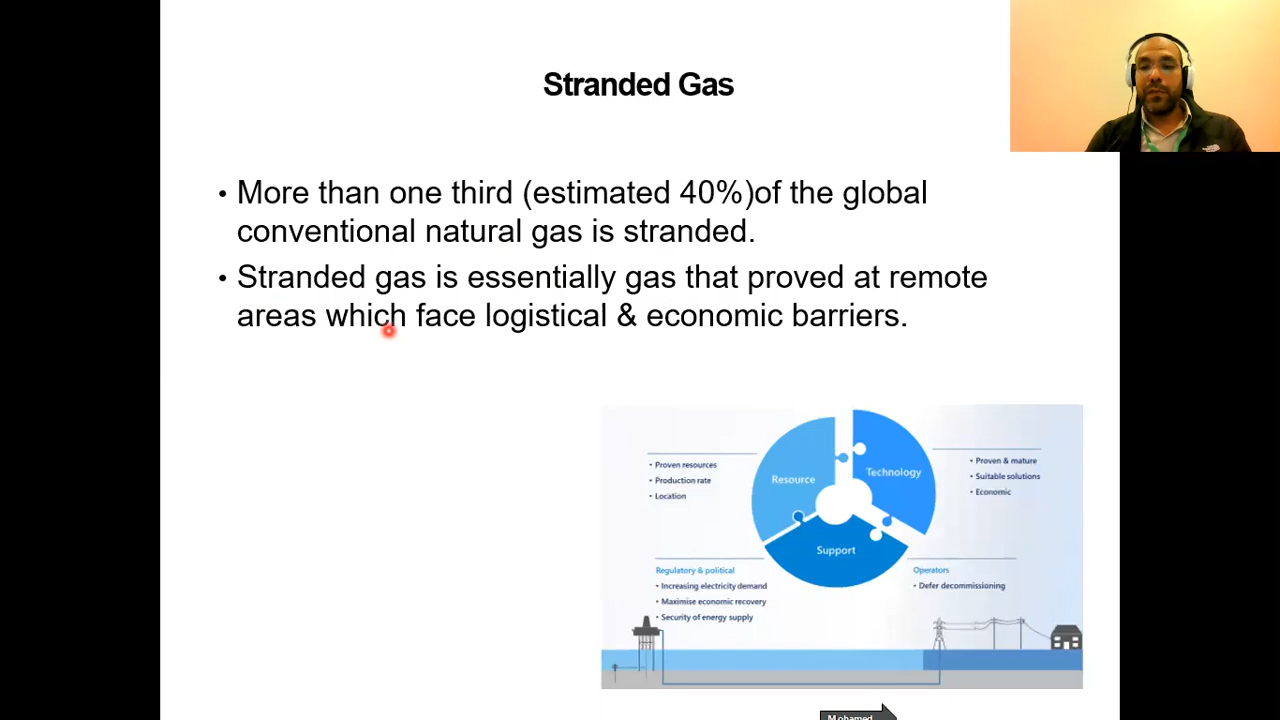 Stranded Gas
• More than one third (estimated 40%)of the global
conventional natural gas is stranded.
• Stranded gas is essentially gas that proved at remote
areas which face logistical & economic barriers.
• Proven resources
• Production rate
• Location
Resource
Technology
• Proven & mature
• Suitable solutions
• Economic
Support
Regulatory & political
• Increasing electricity demand
• Maximise economic recovery
• Security of energy supply
Operators
• Defer decommissioning
Mohamed